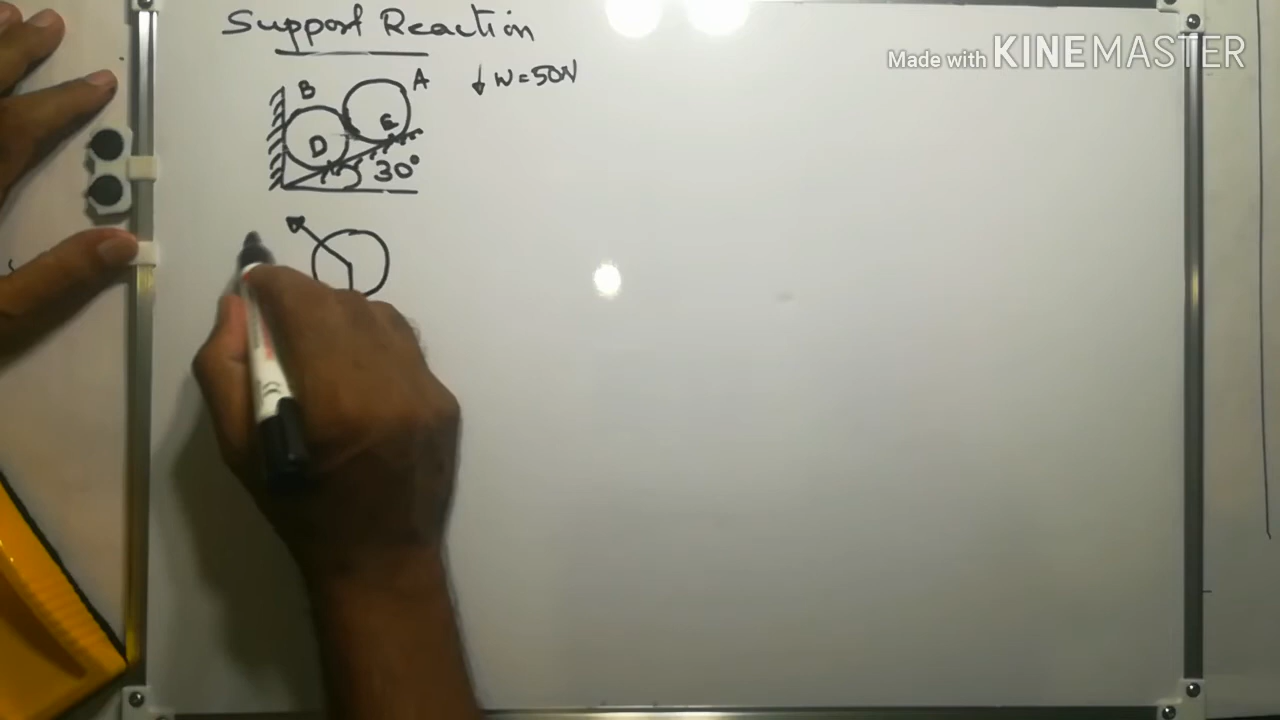 Support Reaction
Made with KINEMASTER
↓ W = 50N
B
A
D
E
30°